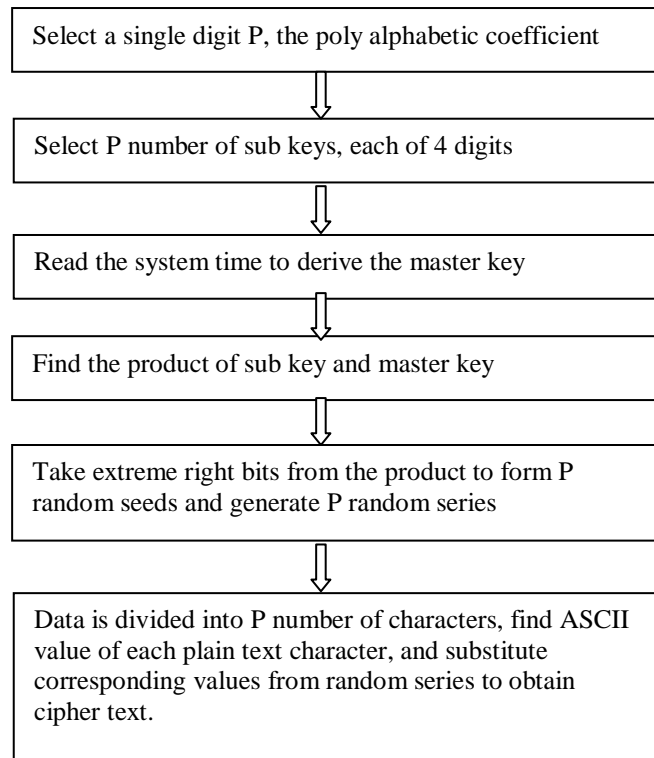 Select a single digit P, the poly alphabetic coefficient
Select P number of sub keys, each of 4 digits
Read the system time to derive the master key
Find the product of sub key and master key
Take extreme right bits from the product to form P
random seeds and generate P random series
Data is divided into P number of characters, find ASCII
value of each plain text character, and substitute
corresponding values from random series to obtain
cipher text.